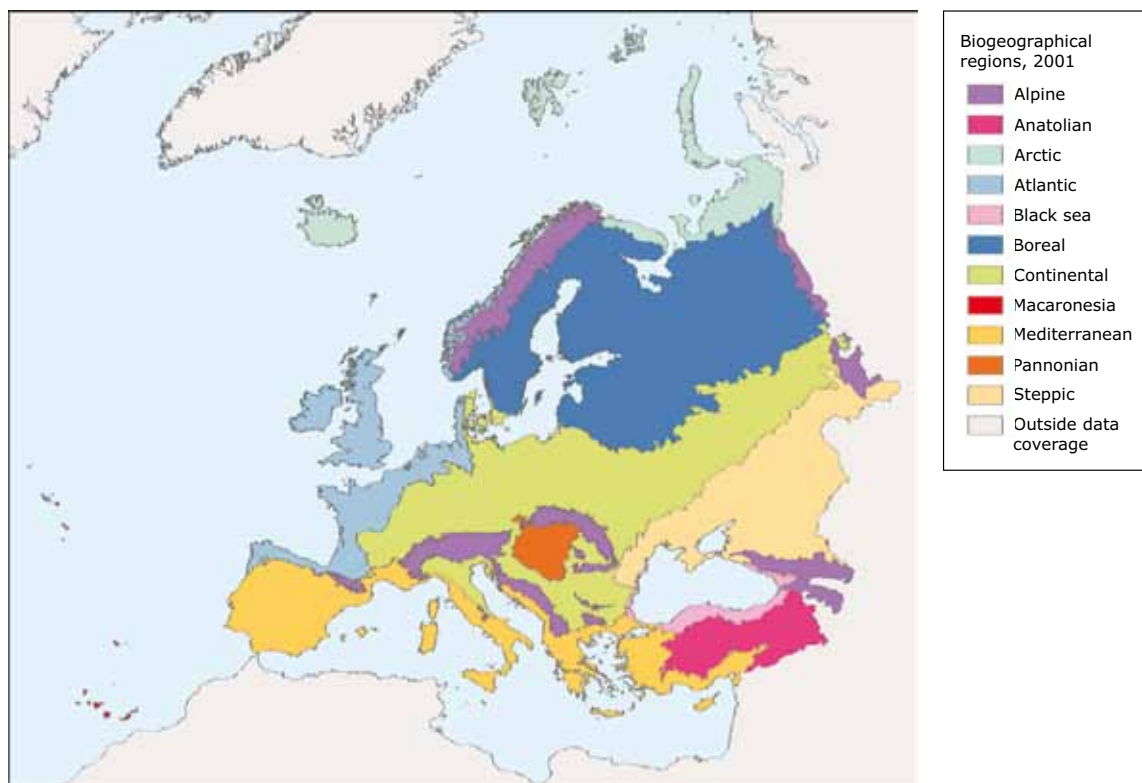 Biogeographical
regions, 2001
Alpine
Anatolian
Arctic
Atlantic
Black sea
Boreal
Continental
Macaronesia
Mediterranean
Pannonian
Steppic
Outside data
coverage